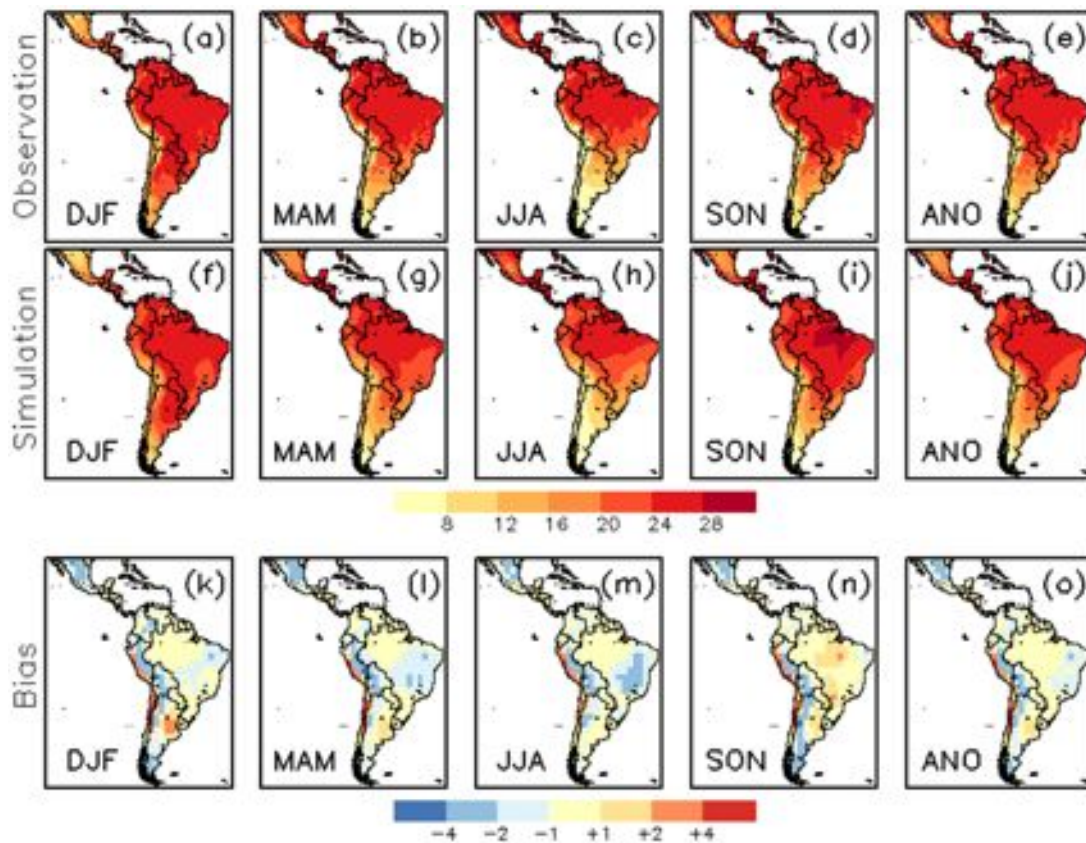 Observation
(a) (b) (c) (d) (e)
DJF MAM JJA SON ANO
Simulation
(f) (g) (h) (i) (j)
DJF MAM JJA SON ANO
8 12 16 20 24 28
Bias
(k) (l) (m) (n) (o)
DJF MAM JJA SON ANO
-4 -2 -1 +1 +2 +4